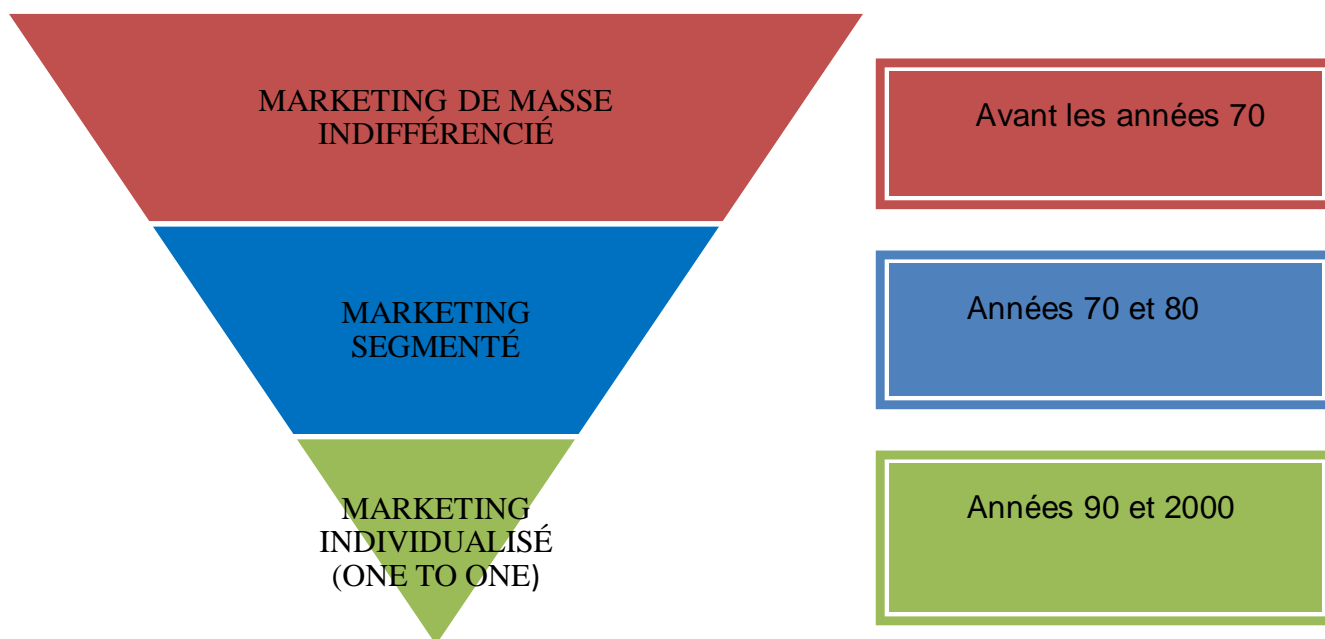 MARKETING DE MASSE
INDIFFÉRENCIÉ
Avant les années 70
MARKETING
SEGMENTÉ
Années 70 et 80
MARKETING
INDIVIDUALISÉ
(ONE TO ONE)
Années 90 et 2000